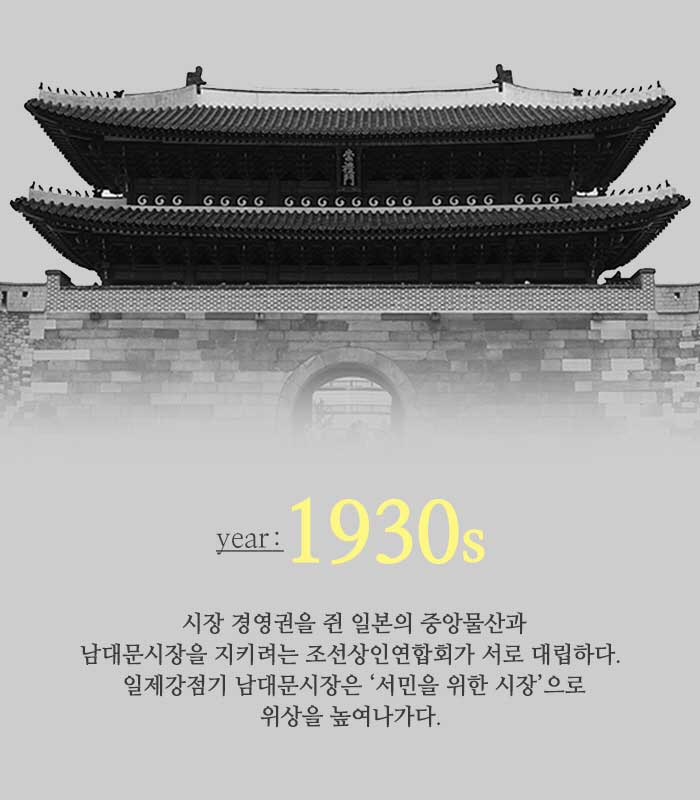 崇禮門
year: 1930s
시장 경영권을 쥔 일본의 중앙물산과
남대문시장을 지키려는 조선상인연합회가 서로 대립하다.
일제강점기 남대문시장은 ‘서민을 위한 시장’으로
위상을 높여나가다.